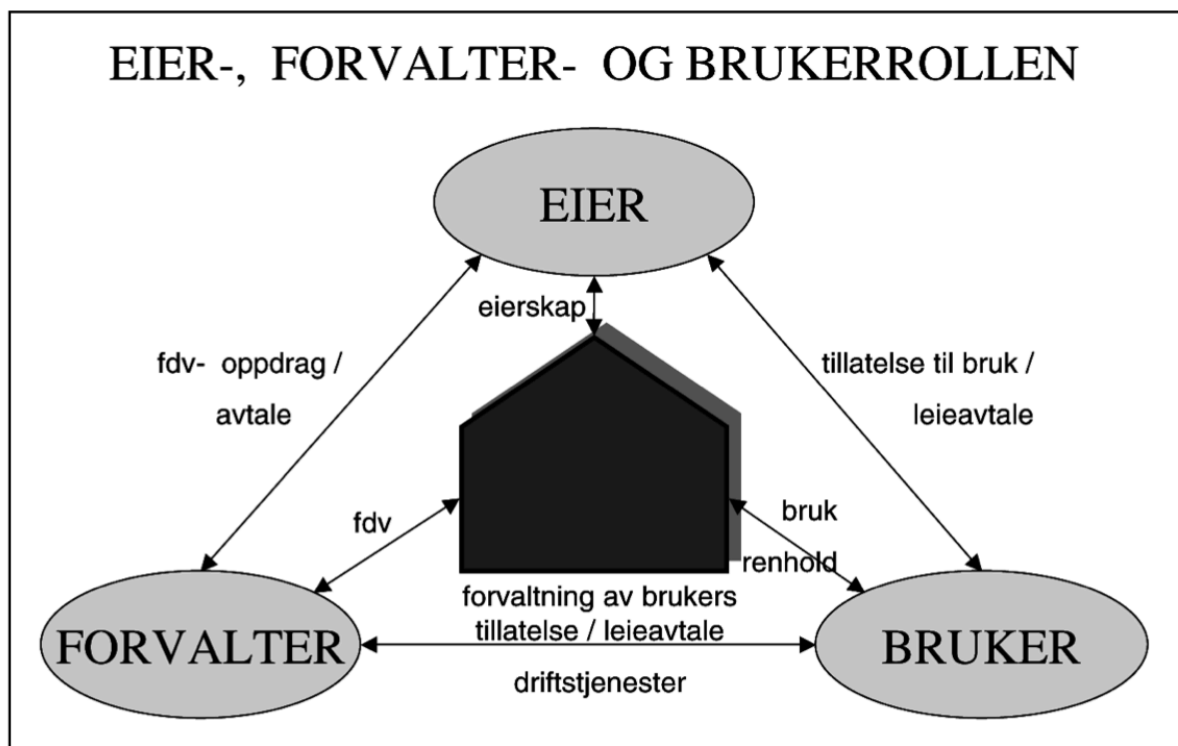 EIER-, FORVALTER- OG BRUKERROLLEN
EIER
eierskap
fdv- oppdrag /
avtale
tillatelse til bruk /
leieavtale
fdv
bruk
renhold
forvaltning av brukers
tillatelse / leieavtale
FORVALTER
BRUKER
driftstjenester